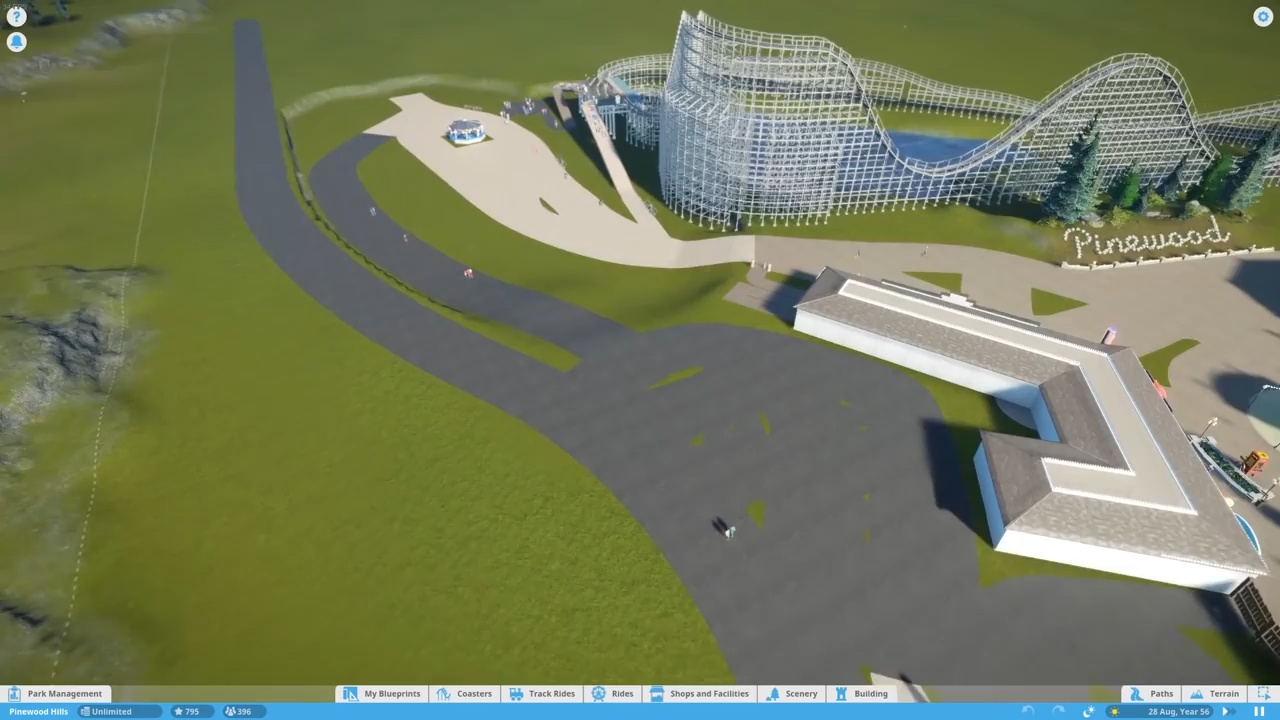 Pinewood
Park Management
My Blueprints
Coasters
Track Rides
Rides
Shops and Facilities
Scenery
Building
Paths
Terrain
Pinewood Hills
Unlimited
795
396
28 Aug, Year 56